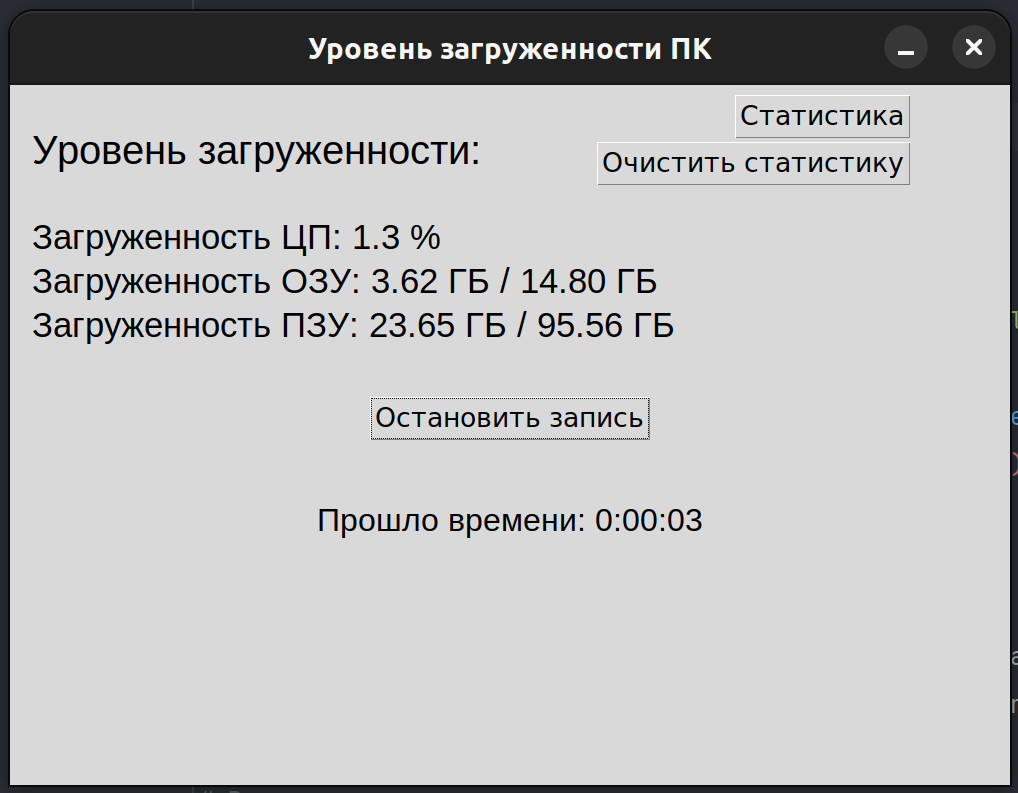 Уровень загруженности ПК
Статистика
Уровень загруженности:
Очистить статистику
Загруженность ЦП: 1.3 %
Загруженность ОЗУ: 3.62 ГБ / 14.80 ГБ
Загруженность ПЗУ: 23.65 ГБ / 95.56 ГБ
Остановить запись
Прошло времени: 0:00:03